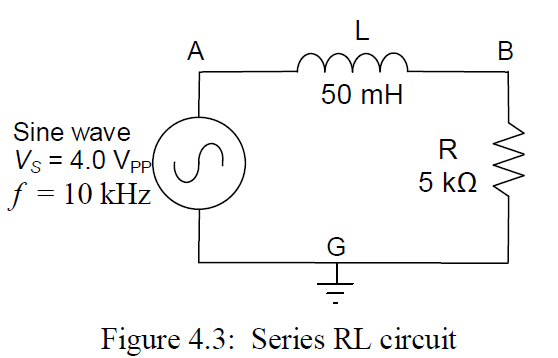 L
A
B
50 mH
Sine wave
V_S = 4.0 V_PP
R
f = 10 kHz
5 kΩ
G
Figure 4.3: Series RL circuit